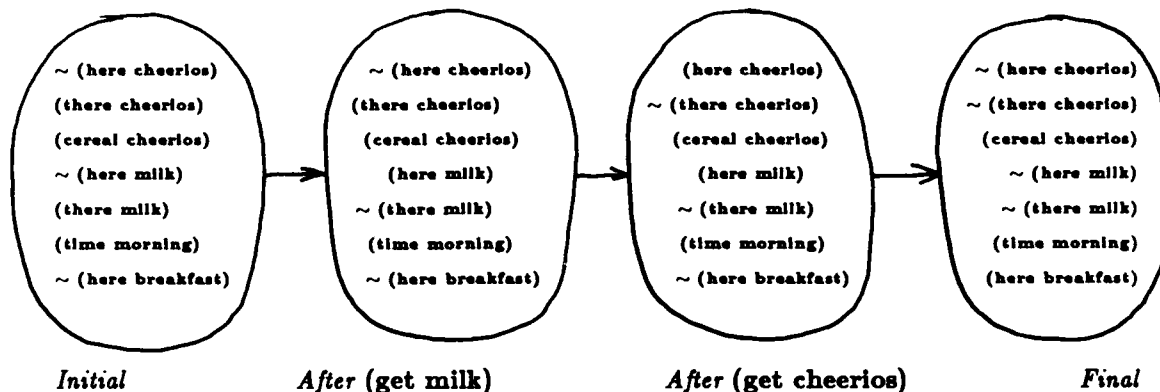 ~ (here cheerios)
(there cheerios)
(cereal cheerios)
~ (here milk)
(there milk)
(time morning)
~ (here breakfast)
~ (here cheerios)
(there cheerios)
(cereal cheerios)
(here milk)
~ (there milk)
(time morning)
~ (here breakfast)
(here cheerios)
~ (there cheerios)
(cereal cheerios)
(here milk)
~ (there milk)
(time morning)
~ (here breakfast)
~ (here cheerios)
~ (there cheerios)
(cereal cheerios)
~ (here milk)
~ (there milk)
(time morning)
(here breakfast)
Initial
After (get milk)
After (get cheerios)
Final